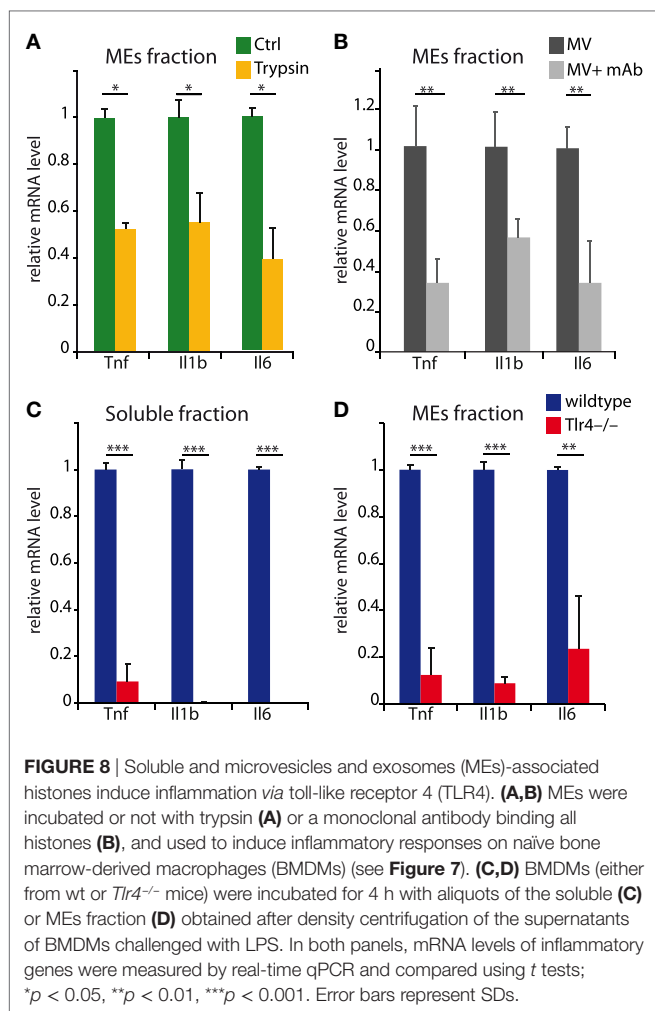 A
MEs fraction
Ctrl
Trypsin
* * *
relative mRNA level
1
0.8
0.6
0.4
0.2
0
Tnf Il1b Il6
B
MEs fraction
MV
MV+ mAb
** ** **
relative mRNA level
1.2
1
0.8
0.6
0.4
0.2
0
Tnf Il1b Il6
C
Soluble fraction
*** *** ***
relative mRNA level
1
0.8
0.6
0.4
0.2
0
Tnf Il1b Il6
D
MEs fraction
wildtype
Tlr4–/–
*** *** **
relative mRNA level
1
0.8
0.6
0.4
0.2
0
Tnf Il1b Il6
FIGURE 8 | Soluble and microvesicles and exosomes (MEs)-associated
histones induce inflammation via toll-like receptor 4 (TLR4). (A,B) MEs were
incubated or not with trypsin (A) or a monoclonal antibody binding all
histones (B), and used to induce inflammatory responses on naïve bone
marrow-derived macrophages (BMDMs) (see Figure 7). (C,D) BMDMs (either
from wt or Tlr4−/− mice) were incubated for 4 h with aliquots of the soluble (C)
or MEs fraction (D) obtained after density centrifugation of the supernatants
of BMDMs challenged with LPS. In both panels, mRNA levels of inflammatory
genes were measured by real-time qPCR and compared using t tests;
*p < 0.05, **p < 0.01, ***p < 0.001. Error bars represent SDs.